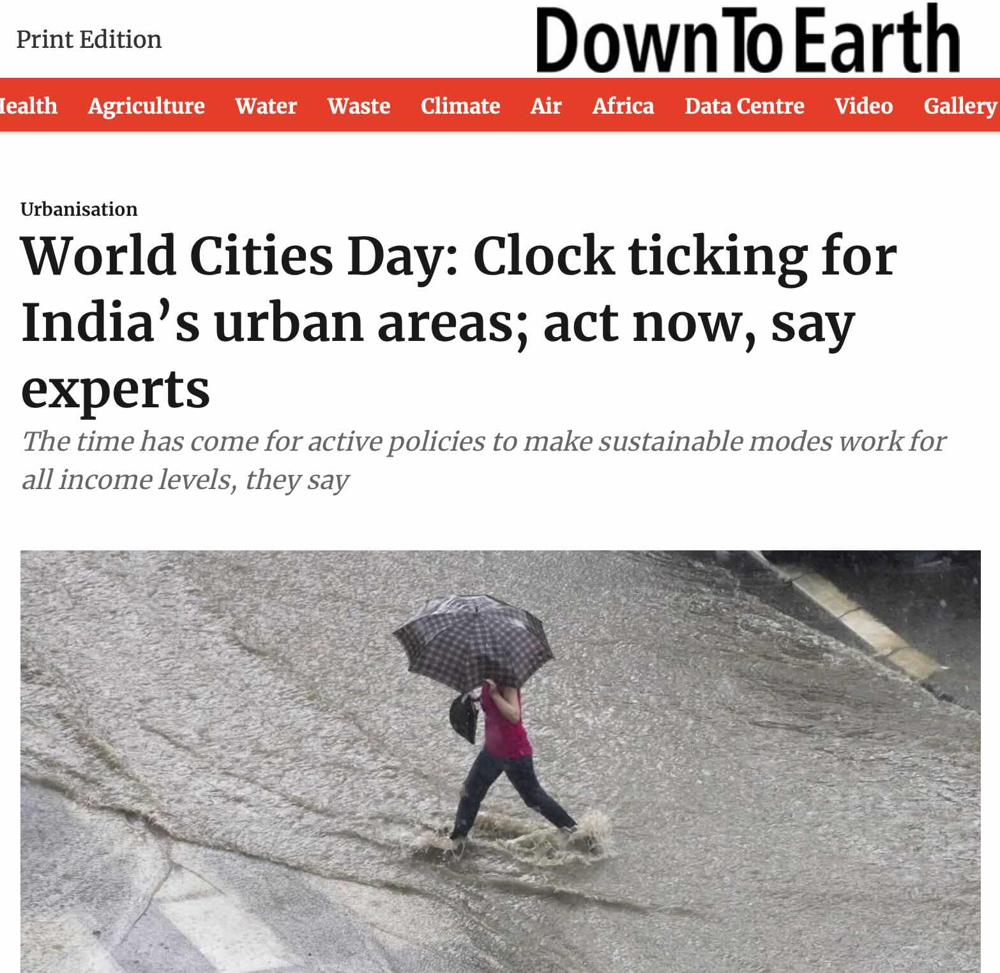 Print Edition
DownToEarth
Health Agriculture Water Waste Climate Air Africa Data Centre Video Gallery
Urbanisation
World Cities Day: Clock ticking for
India’s urban areas; act now, say
experts
The time has come for active policies to make sustainable modes work for
all income levels, they say